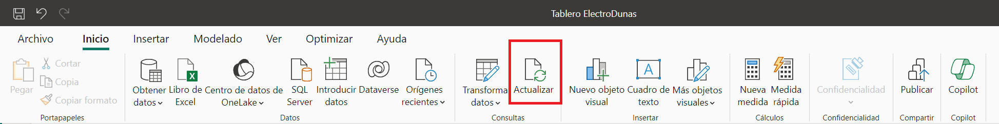 Tablero ElectroDunas
Archivo Inicio Insertar Modelado Ver Optimizar Ayuda
Pegar
Cortar
Copia
Copiar formato
Portapapeles
Obtener
datos
Libro de
Excel
Centro de datos de
OneLake
SQL
Server
Introducir
datos
Dataverse
Orígenes
recientes
Datos
Transforma
datos
Actualizar
Consultas
Nuevo objeto
visual
A
Cuadro de
texto
Más objetos
visuales
Insertar
Nueva
medida
Medida
rápida
Cálculos
Confidencialidad
Confidencialidad
Publicar
Compartir
Copilot
Copilot